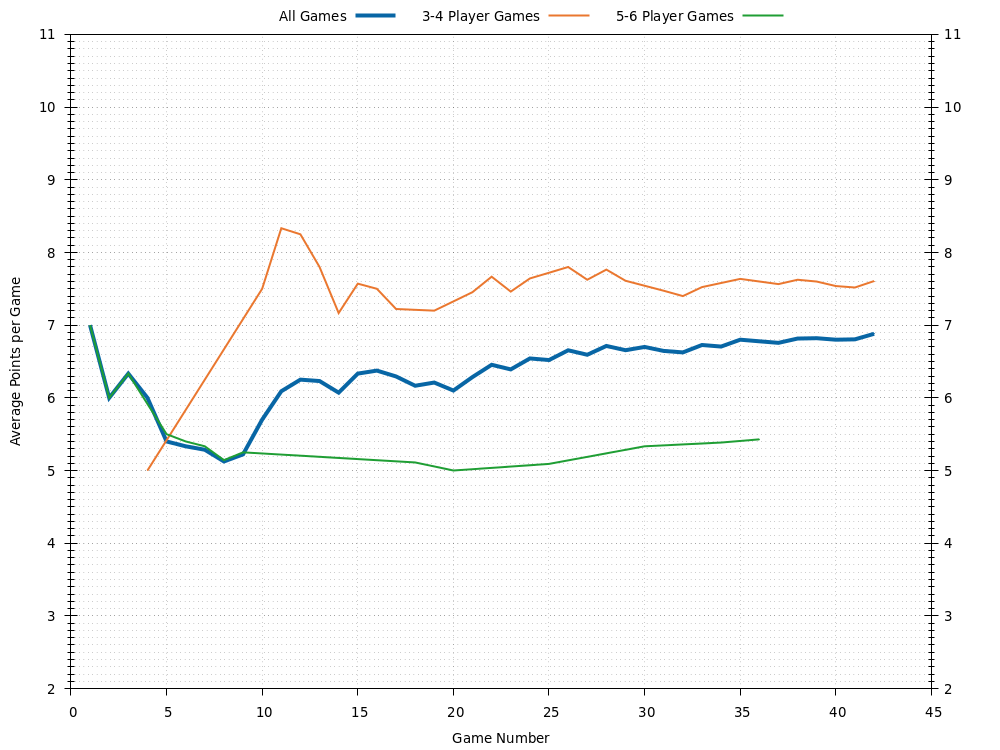 All Games 3-4 Player Games 5-6 Player Games
11 11
10 10
9 9
8 8
7 7
6 6
5 5
4 4
3 3
2 2
0 5 10 15 20 25 30 35 40 45
Average Points per Game
Game Number